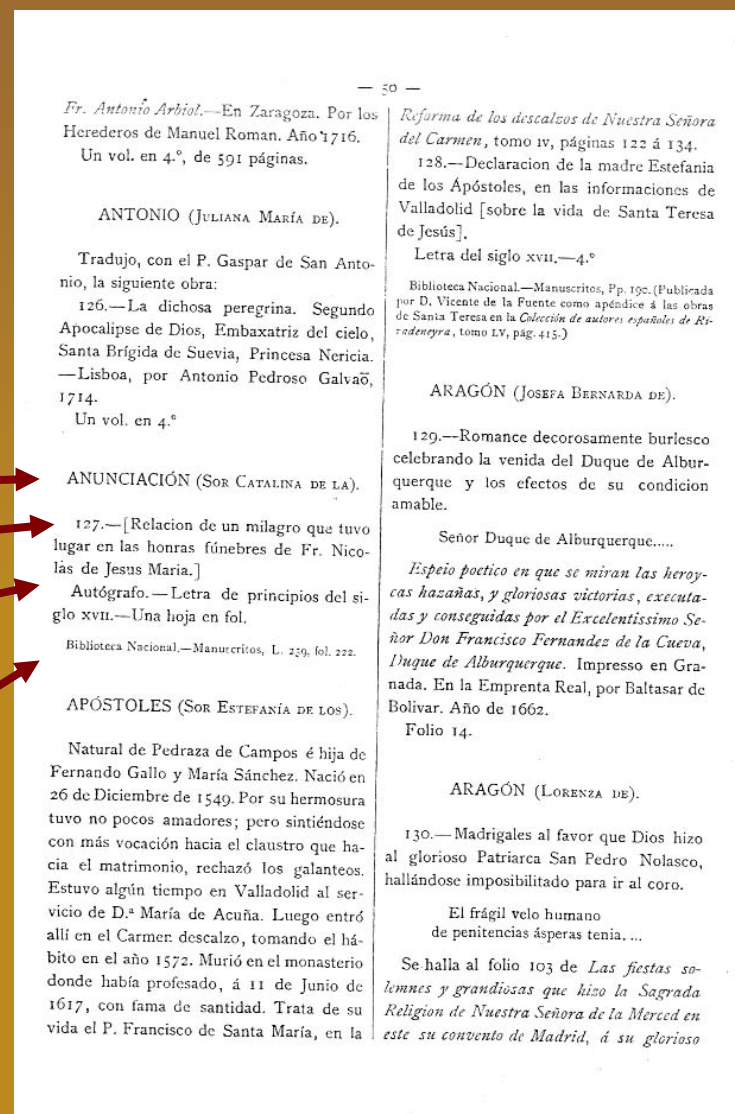 — 50 —
Fr. Antonio Arbiol.—En Zaragoza. Por los
Herederos de Manuel Roman. Año 1716.
Un vol. en 4.º, de 591 páginas.
ANTONIO (Juliana María de).
Tradujo, con el P. Gaspar de San Anto-
nio, la siguiente obra:
126.—La dichosa peregrina. Segundo
Apocalipse de Dios, Embaxatriz del cielo,
Santa Brígida de Suevia, Princesa Nericia.
—Lisboa, por Antonio Pedroso Galvaõ,
1714.
Un vol. en 4.º
ANUNCIACIÓN (Sor Catalina de la).
127.—[Relacion de un milagro que tuvo
lugar en las honras fúnebres de Fr. Nico-
lás de Jesus Maria.]
Autógrafo.—Letra de principios del si-
glo xvii.—Una hoja en fol.
Biblioteca Nacional.—Manuscritos, L. 239, fol. 222.
APÓSTOLES (Sor Estefanía de los).
Natural de Pedraza de Campos é hija de
Fernando Gallo y María Sánchez. Nació en
26 de Diciembre de 1549. Por su hermosura
tuvo no pocos amadores; pero sintiéndose
con más vocación hacia el claustro que ha-
cia el matrimonio, rechazó los galanteos.
Estuvo algún tiempo en Valladolid al ser-
vicio de D.ª María de Acuña. Luego entró
allí en el Carmen descalzo, tomando el há-
bito en el año 1572. Murió en el monasterio
donde había profesado, á 11 de Junio de
1617, con fama de santidad. Trata de su
vida el P. Francisco de Santa María, en la
Reforma de los descalzos de Nuestra Señora
del Carmen, tomo iv, páginas 122 á 134.
128.—Declaracion de la madre Estefania
de los Ápóstoles, en las informaciones de
Valladolid [sobre la vida de Santa Teresa
de Jesús].
Letra del siglo xvii.—4.º
Biblioteca Nacional.—Manuscritos, Pp. 190. (Publicada
por D. Vicente de la Fuente como apéndice á las obras
de Santa Teresa en la Colección de autores españoles de Ri-
vadeneyra, tomo LV, pág. 415.)
ARAGÓN (Josefa Bernarda de).
129.—Romance decorosamente burlesco
celebrando la venida del Duque de Albur-
querque y los efectos de su condicion
amable.
Señor Duque de Alburquerque.....
Espeio poetico en que se miran las heroy-
cas hazañas, y gloriosas victorias, executa-
das y conseguidas por el Excelentissimo Se-
ñor Don Francisco Fernandez de la Cueva,
Duque de Alburquerque. Impresso en Gra-
nada. En la Emprenta Real, por Baltasar de
Bolivar. Año de 1662.
Folio 14.
ARAGÓN (Lorenza de).
130.—Madrigales al favor que Dios hizo
al glorioso Patriarca San Pedro Nolasco,
hallándose imposibilitado para ir al coro.
El frágil velo humano
de penitencias ásperas tenia....
Se halla al folio 103 de Las fiestas so-
lemnes y grandiosas que hizo la Sagrada
Religion de Nuestra Señora de la Merced en
este su convento de Madrid, á su glorioso